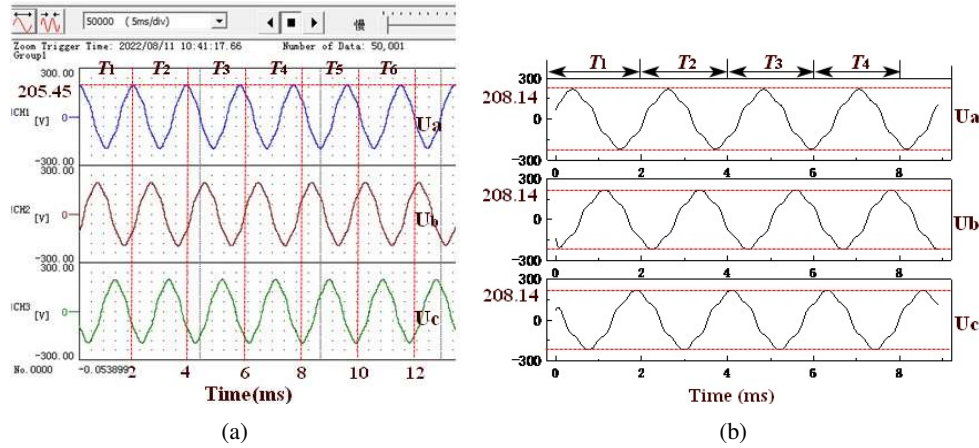 50000 ( 5ms/div) 慢
Zoom Trigger Time: 2022/08/11 10:41:17.66 Number of Data: 50,001
Group1
T1 T2 T3 T4 T5 T6
300.00
205.45
CH1
[V] 0
Ua
-300.00
300.00
CH2
[V] 0
Ub
-300.00
300.00
CH3
[V] 0
Uc
-300.00
No.0000 -0.053899
2 4 6 8 10 12
Time(ms)
(a)
T1 T2 T3 T4
300
208.14
0
Ua
-300
0 2 4 6 8
300
208.14
0
Ub
-300
0 2 4 6 8
300
208.14
0
Uc
-300
0 2 4 6 8
Time (ms)
(b)